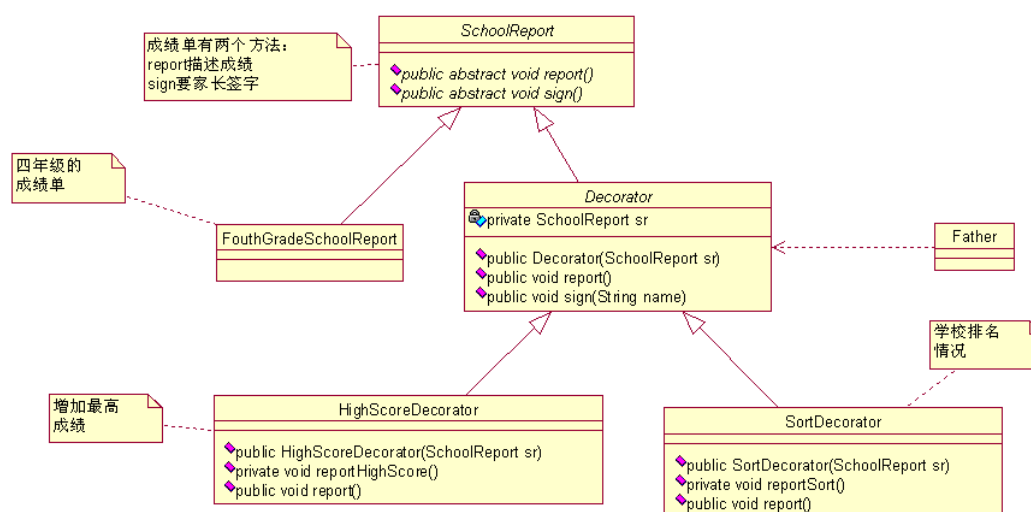 SchoolReport
成绩单有两个方法：
report描述成绩
sign要家长签字
public abstract void report()
public abstract void sign()
四年级的
成绩单
FouthGradeSchoolReport
Decorator
private SchoolReport sr
public Decorator(SchoolReport sr)
public void report()
public void sign(String name)
Father
学校排名
情况
增加最高
成绩
HighScoreDecorator
public HighScoreDecorator(SchoolReport sr)
private void reportHighScore()
public void report()
SortDecorator
public SortDecorator(SchoolReport sr)
private void reportSort()
public void report()